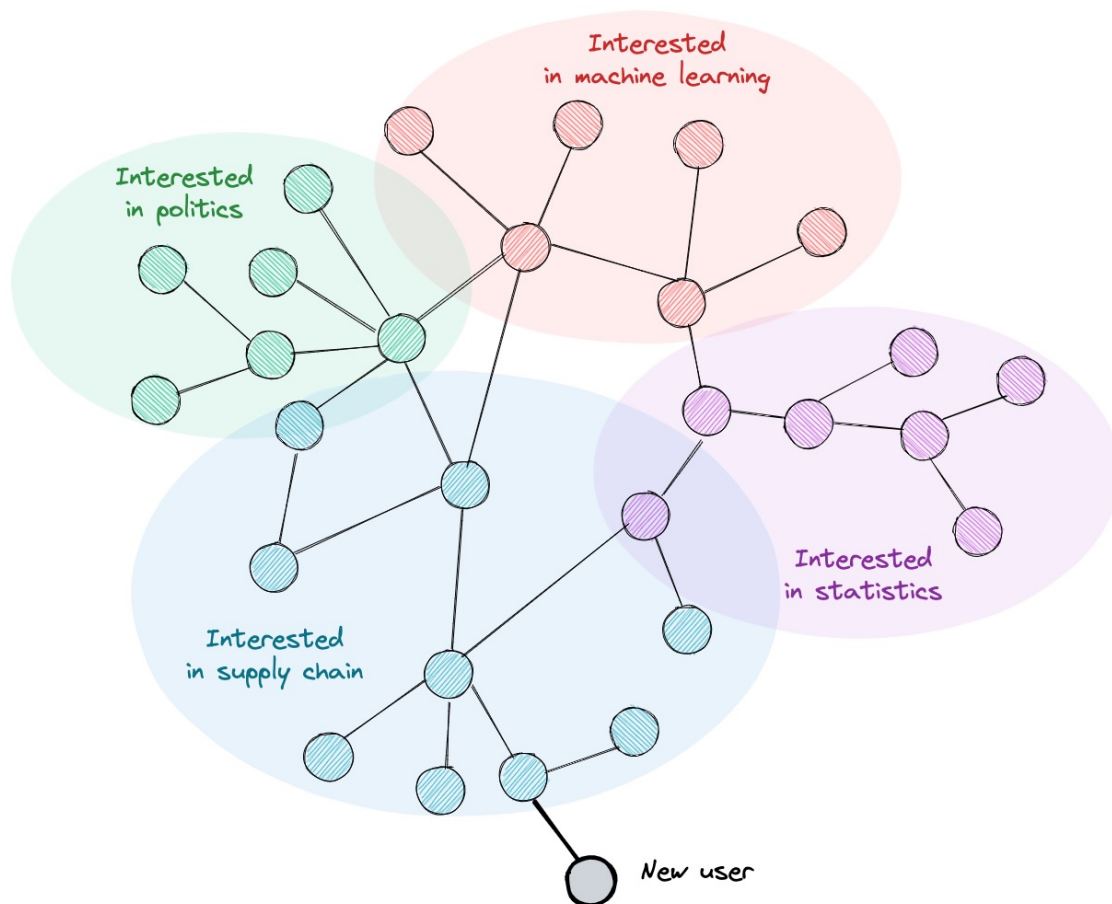 Interested
in machine learning
Interested
in politics
Interested
in statistics
Interested
in supply chain
New user